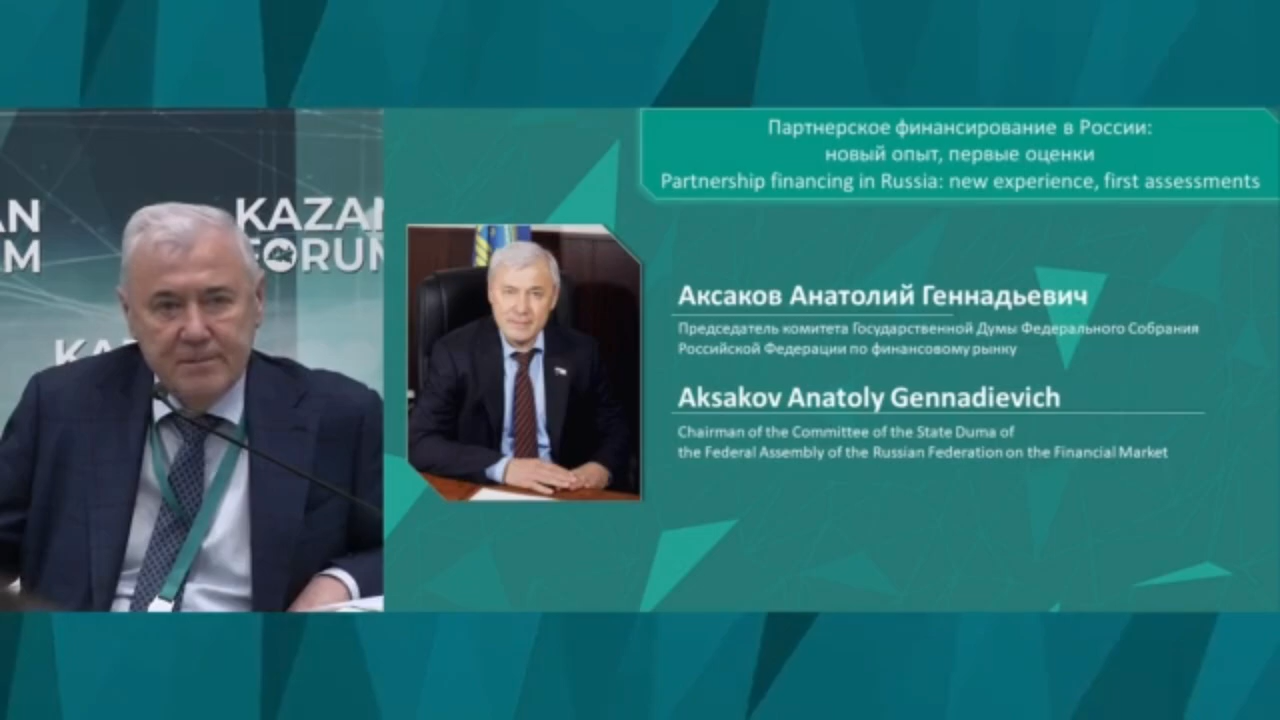 KAZAN
FORUM
Партнерское финансирование в России:
новый опыт, первые оценки
Partnership financing in Russia: new experience, first assessments
Аксаков Анатолий Геннадьевич
Председатель комитета Государственной Думы Федерального Собрания
Российской Федерации по финансовому рынку
Aksakov Anatoly Gennadievich
Chairman of the Committee of the State Duma of
the Federal Assembly of the Russian Federation on the Financial Market